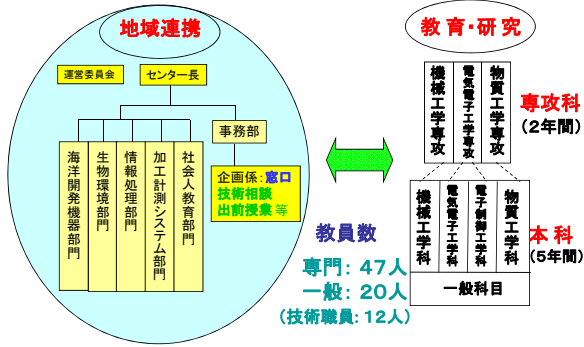 地域連携
運営委員会
センター長
事務部
企画係：窓口
技術相談
出前授業 等
海洋開発機器部門
生物環境部門
情報処理部門
加工計測システム部門
社会人教育部門
教育・研究
機械工学専攻
電気電子工学専攻
物質工学専攻
専攻科
（2年間）
機械工学科
電気電子工学科
電子制御工学科
物質工学科
本科
（5年間）
一般科目
教員数
専門：47人
一般：20人
（技術職員：12人）